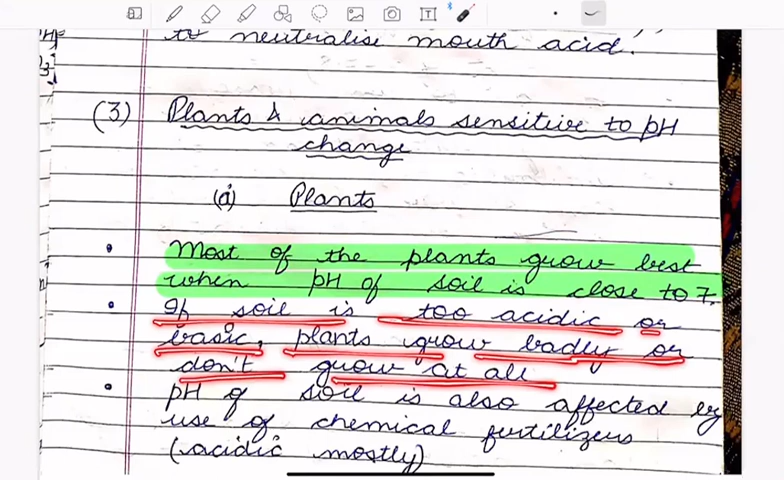 to neutralise mouth acid.
(3) Plants & animals sensitive to pH
change
(a) Plants
• Most of the plants grow best
when pH of soil is close to 7.
• If soil is too acidic or
basic, plants grow badly or
don't grow at all
• pH of soil is also affected by
use of chemical fertilizers
(acidic mostly)